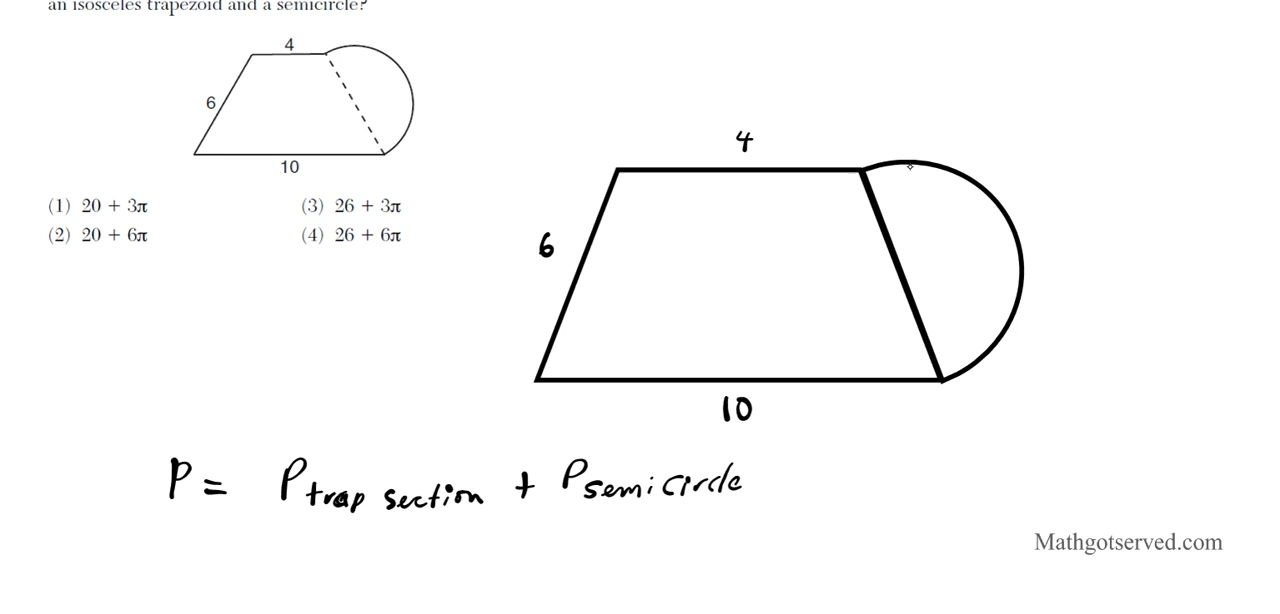 an isosceles trapezoid and a semicircle?
4
6
10
(1) 20 + 3π (3) 26 + 3π
(2) 20 + 6π (4) 26 + 6π
4
6
10
P = P trap section + P semicircle
Mathgotserved.com